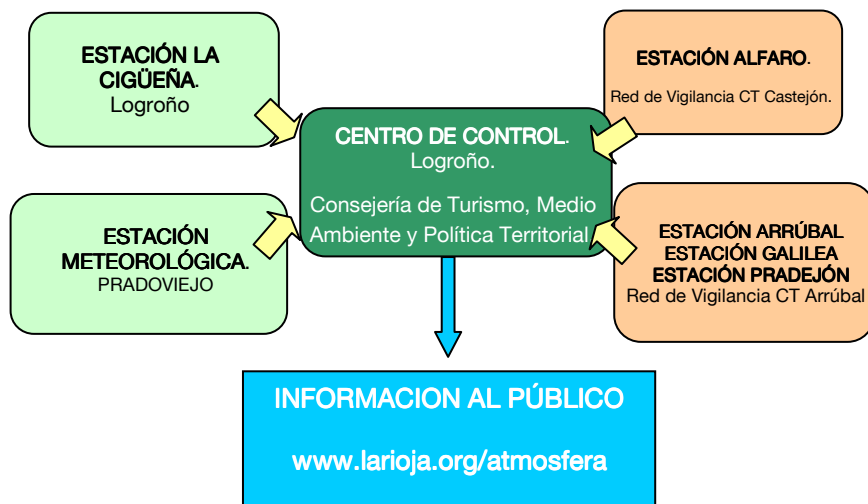 ESTACIÓN LA
CIGÜEÑA.
Logroño
ESTACIÓN ALFARO.
Red de Vigilancia CT Castejón.
CENTRO DE CONTROL.
Logroño.
Consejería de Turismo, Medio
Ambiente y Política Territorial
ESTACIÓN
METEOROLÓGICA.
PRADOVIEJO
ESTACIÓN ARRÚBAL
ESTACIÓN GALILEA
ESTACIÓN PRADEJÓN
Red de Vigilancia CT Arrúbal
INFORMACION AL PÚBLICO
www.larioja.org/atmosfera